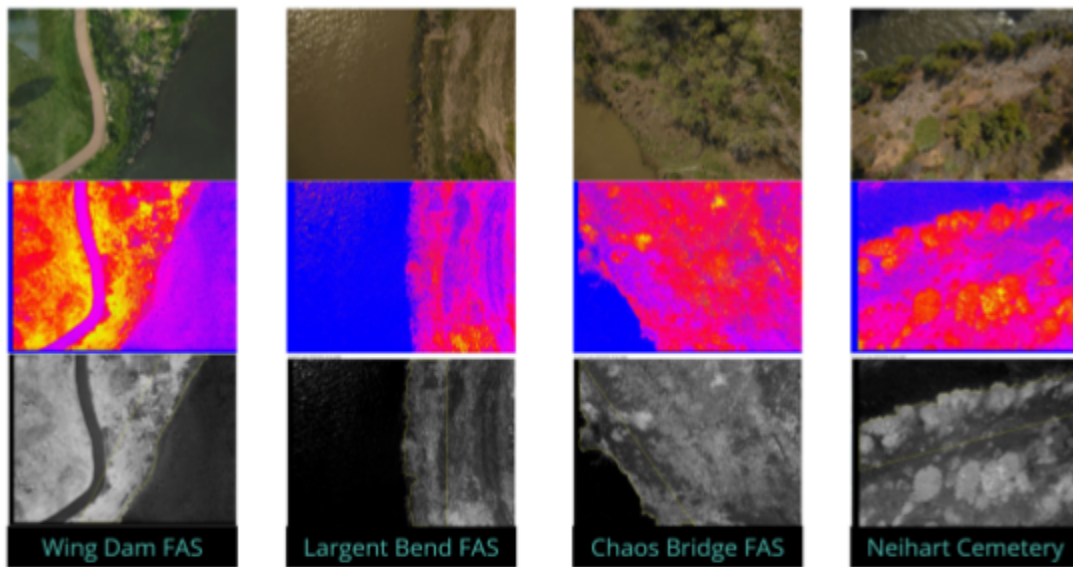 Wing Dam FAS
Largent Bend FAS
Chaos Bridge FAS
Neihart Cemetery